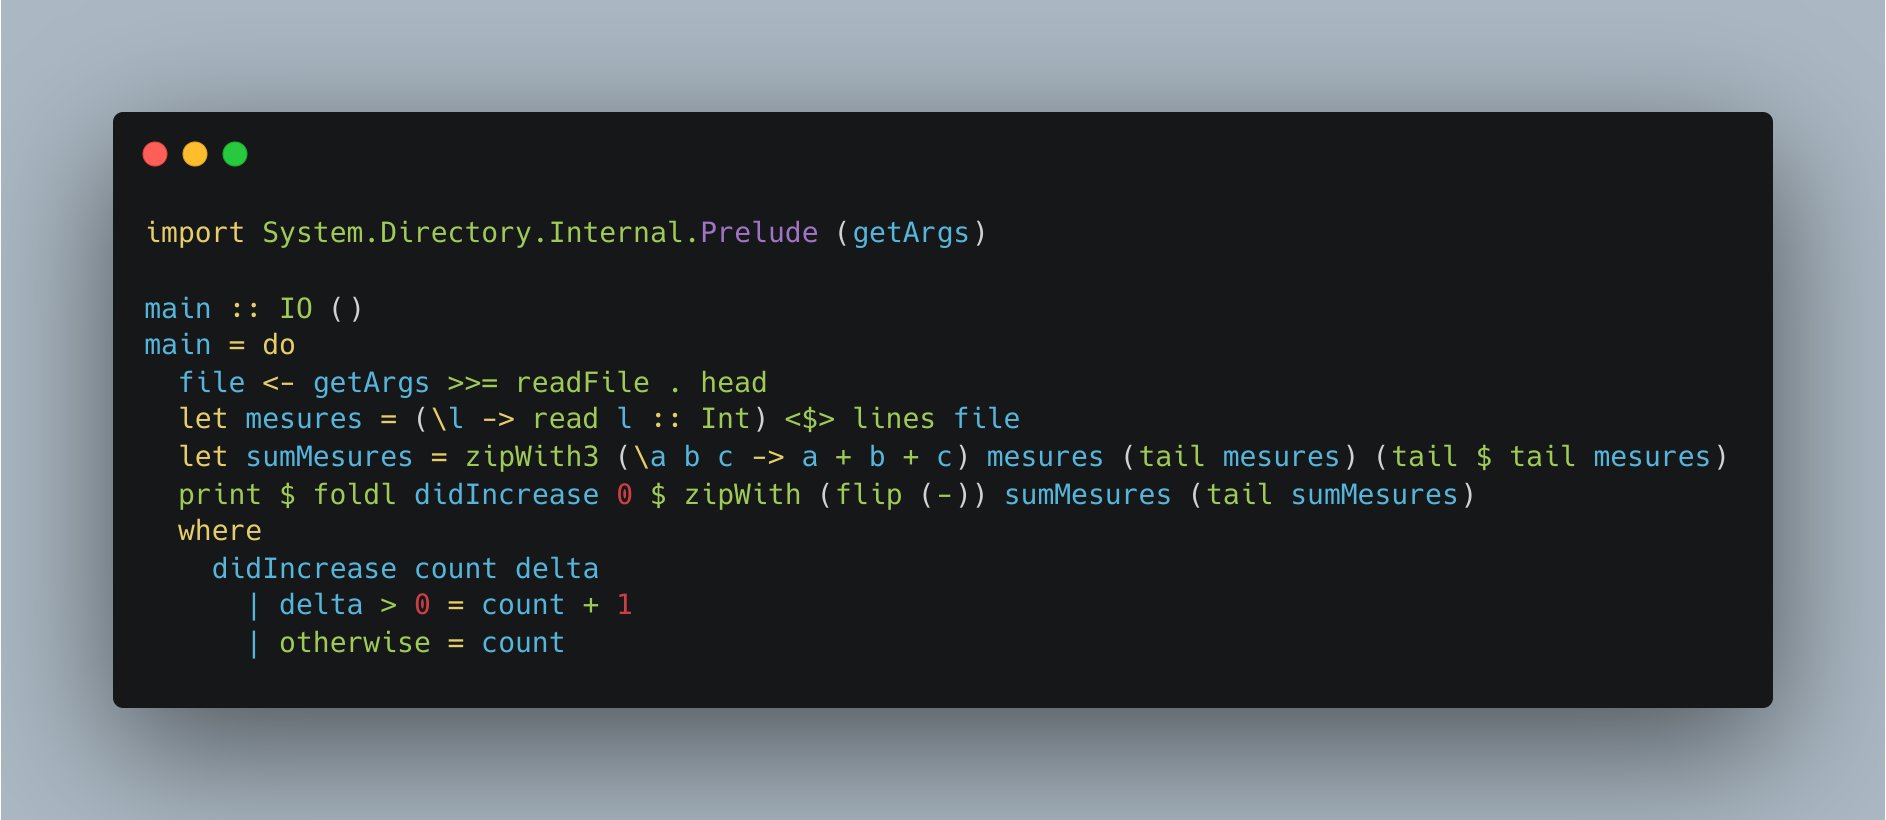 import System.Directory.Internal.Prelude (getArgs)
main :: IO ()
main = do
  file <- getArgs >>= readFile . head
  let mesures = (\l -> read l :: Int) <$> lines file
  let sumMesures = zipWith3 (\a b c -> a + b + c) mesures (tail mesures) (tail $ tail mesures)
  print $ foldl didIncrease 0 $ zipWith (flip (-)) sumMesures (tail sumMesures)
  where
    didIncrease count delta
      | delta > 0 = count + 1
      | otherwise = count